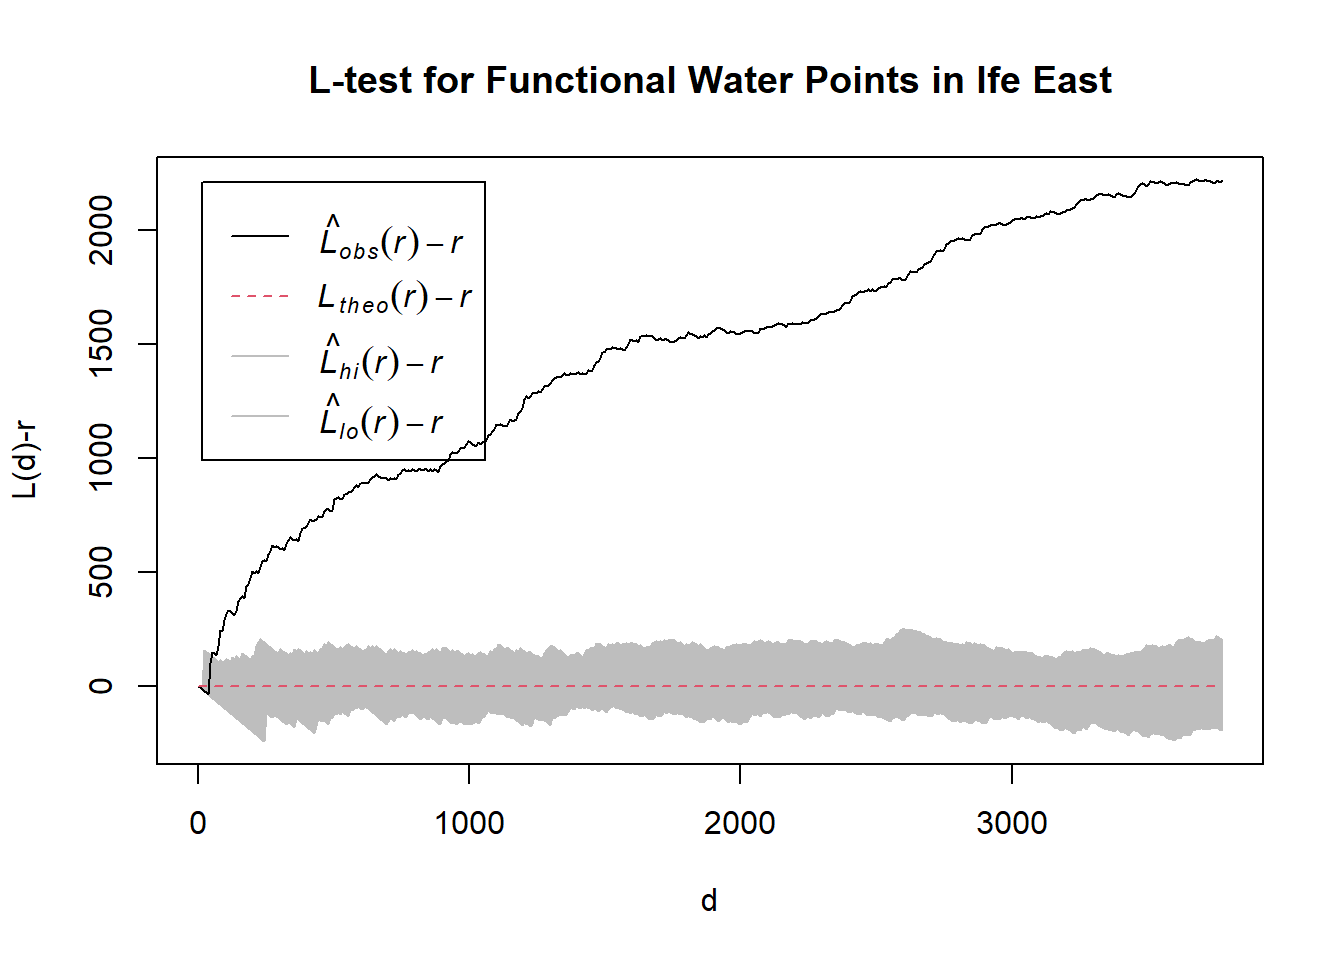 L-test for Functional Water Points in Ife East
L̂obs(r) − r
Ltheo(r) − r
L̂hi(r) − r
L̂lo(r) − r
L(d)-r
2000
1500
1000
500
0
0 1000 2000 3000
d